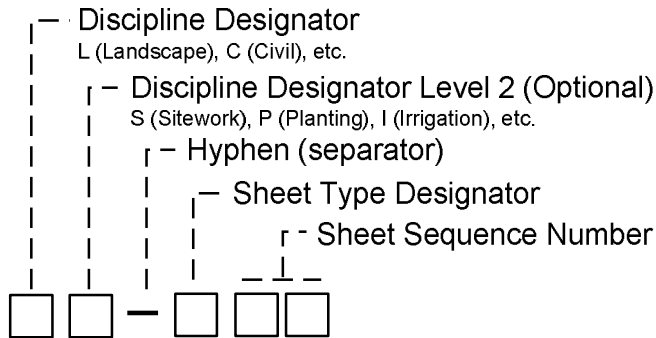 Discipline Designator
L (Landscape), C (Civil), etc.
Discipline Designator Level 2 (Optional)
S (Sitework), P (Planting), I (Irrigation), etc.
Hyphen (separator)
Sheet Type Designator
Sheet Sequence Number